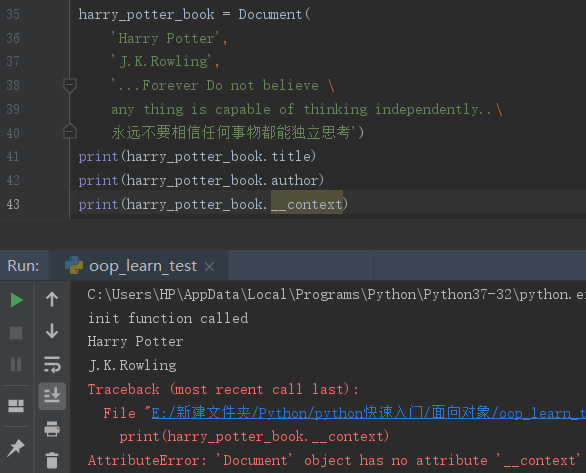 35 harry_potter_book = Document(
36 'Harry Potter',
37 'J.K.Rowling',
38 '...Forever Do not believe \
39 any thing is capable of thinking independently..\
40 永远不要相信任何事物都能独立思考')
41 print(harry_potter_book.title)
42 print(harry_potter_book.author)
43 print(harry_potter_book.__context)
Run: oop_learn_test ×
C:\Users\HP\AppData\Local\Programs\Python\Python37-32\python.e
init function called
Harry Potter
J.K.Rowling
Traceback (most recent call last):
File "E:/新建文件夹/Python/python快速入门/面向对象/oop_learn_t
print(harry_potter_book.__context)
AttributeError: 'Document' object has no attribute '__context'